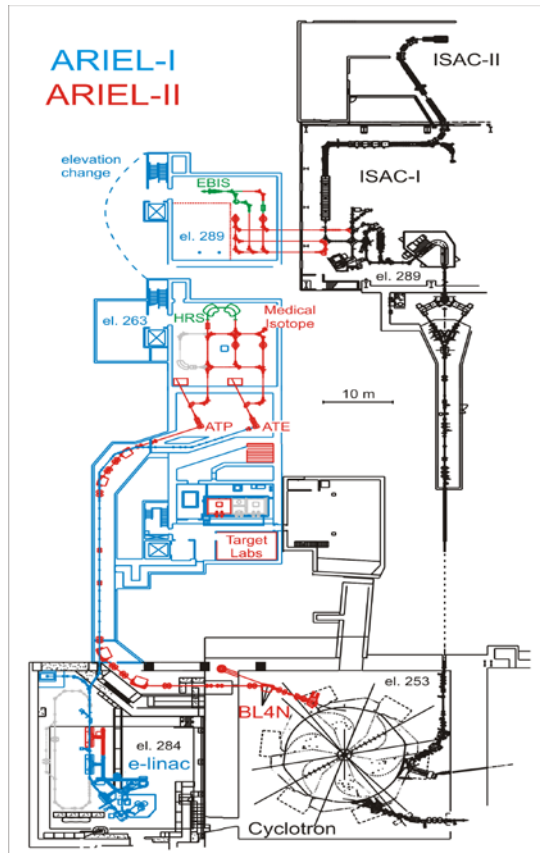 ARIEL-I
ARIEL-II
ISAC-II
elevation
change
EBIS
ISAC-I
el. 289
el. 289
el. 263
HRS
Medical
Isotope
10 m
ATP
ATE
Target
Labs
el. 253
BL4N
el. 284
e-linac
Cyclotron